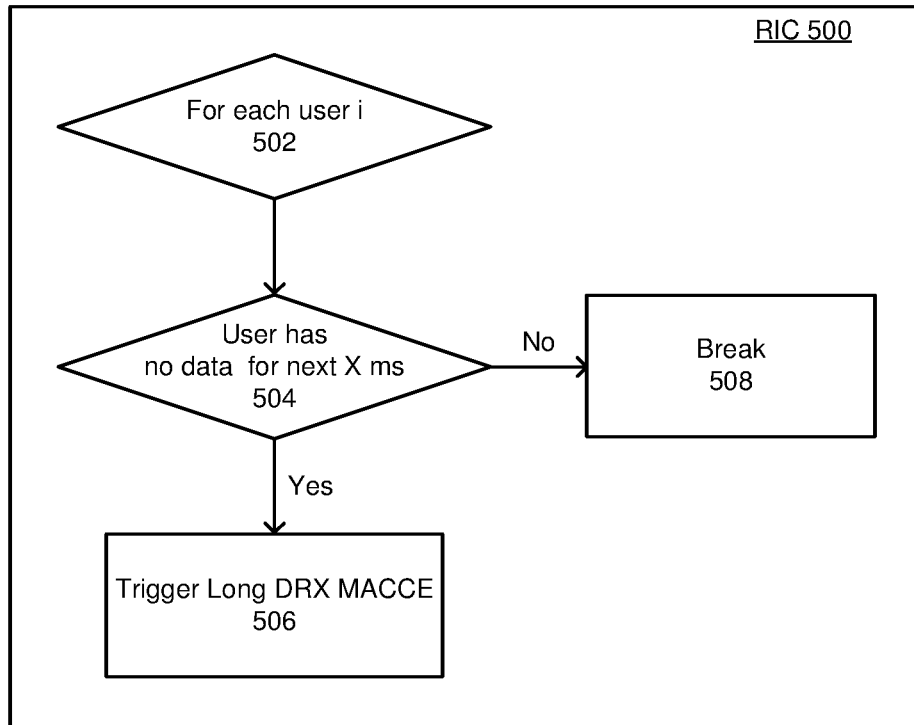 RIC 500
For each user i
502
User has
no data for next X ms
504
No
Break
508
Yes
Trigger Long DRX MACCE
506